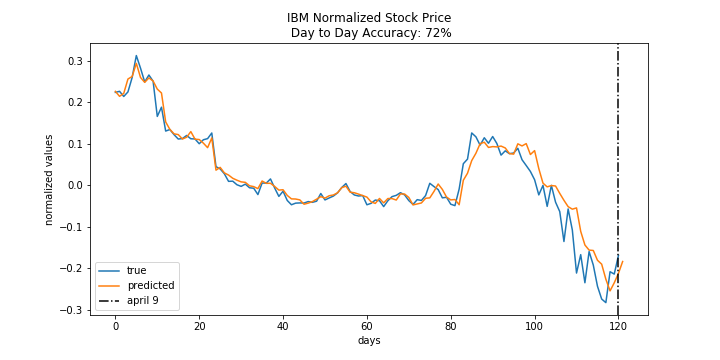 IBM Normalized Stock Price
Day to Day Accuracy: 72%
normalized values
0.3
0.2
0.1
0.0
−0.1
−0.2
−0.3
true
predicted
april 9
0
20
40
60
80
100
120
days